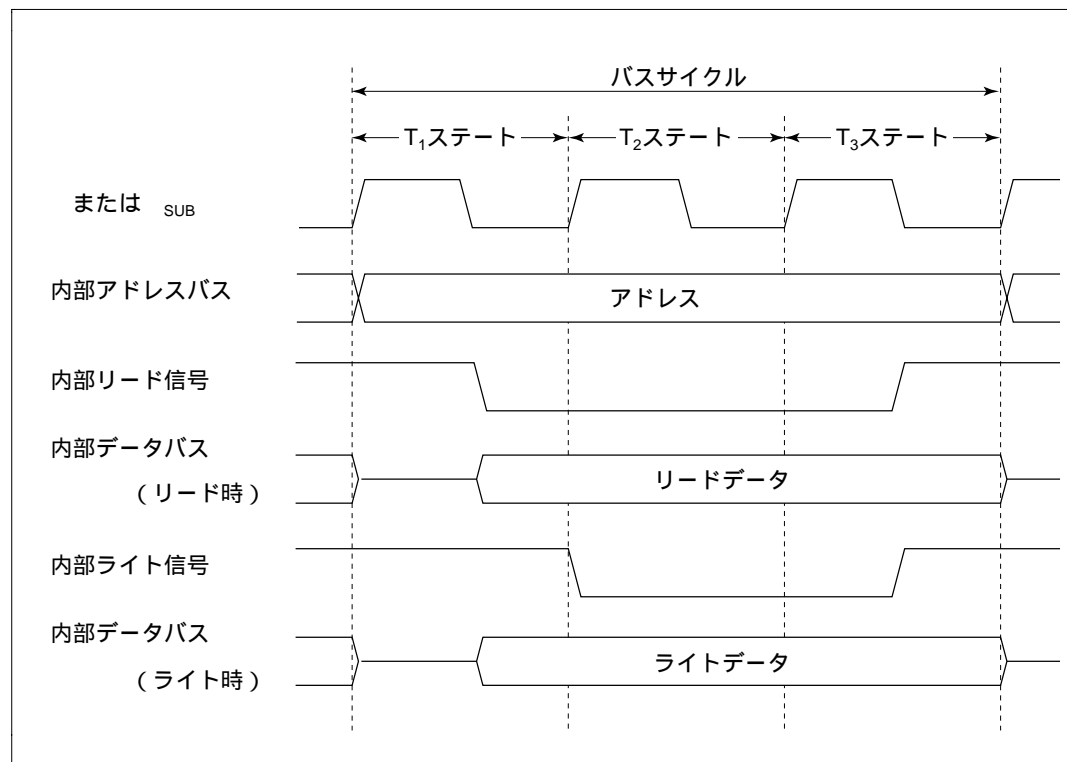 バスサイクル
T₁ステート
T₂ステート
T₃ステート
または SUB
内部アドレスバス
アドレス
内部リード信号
内部データバス
(リード時)
リードデータ
内部ライト信号
内部データバス
(ライト時)
ライトデータ